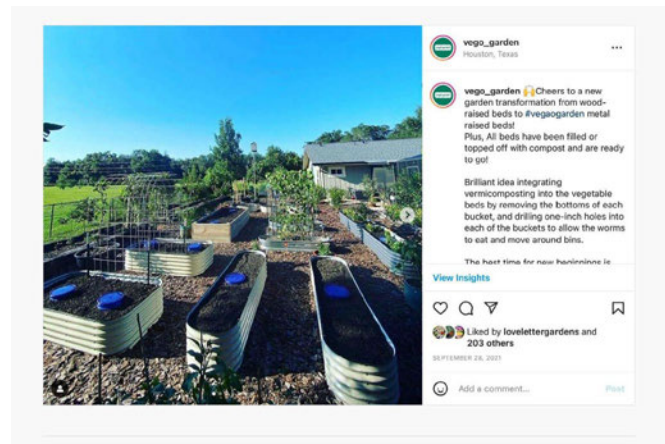 vego_garden
Houston, Texas
vego_garden 🙌Cheers to a new
garden transformation from wood-
raised beds to #vegaogarden metal
raised beds!
Plus, All beds have been filled or
topped off with compost and are ready
to go!
Brilliant idea integrating
vermicomposting into the vegetable
beds by removing the bottoms of each
bucket, and drilling one-inch holes into
each of the buckets to allow the worms
to eat and move around bins.
The best time for new beginnings is
View Insights
Liked by lovelettergardens and
203 others
SEPTEMBER 28, 2021
Add a comment...
Post